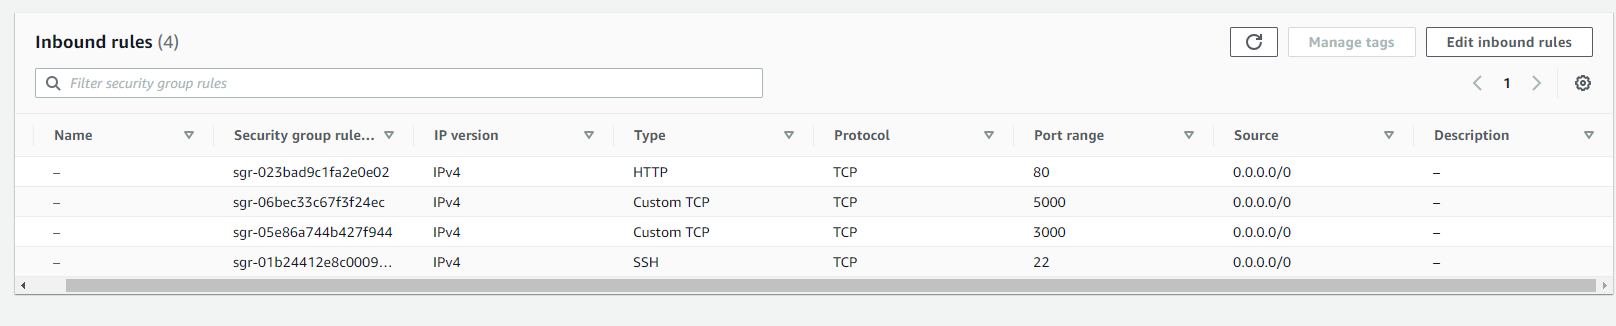 Inbound rules (4)
Manage tags
Edit inbound rules
Filter security group rules
1
Name Security group rule... IP version Type Protocol Port range Source Description
– sgr-023bad9c1fa2e0e02 IPv4 HTTP TCP 80 0.0.0.0/0 –
– sgr-06bec33c67f3f24ec IPv4 Custom TCP TCP 5000 0.0.0.0/0 –
– sgr-05e86a744b427f944 IPv4 Custom TCP TCP 3000 0.0.0.0/0 –
– sgr-01b24412e8c0009... IPv4 SSH TCP 22 0.0.0.0/0 –